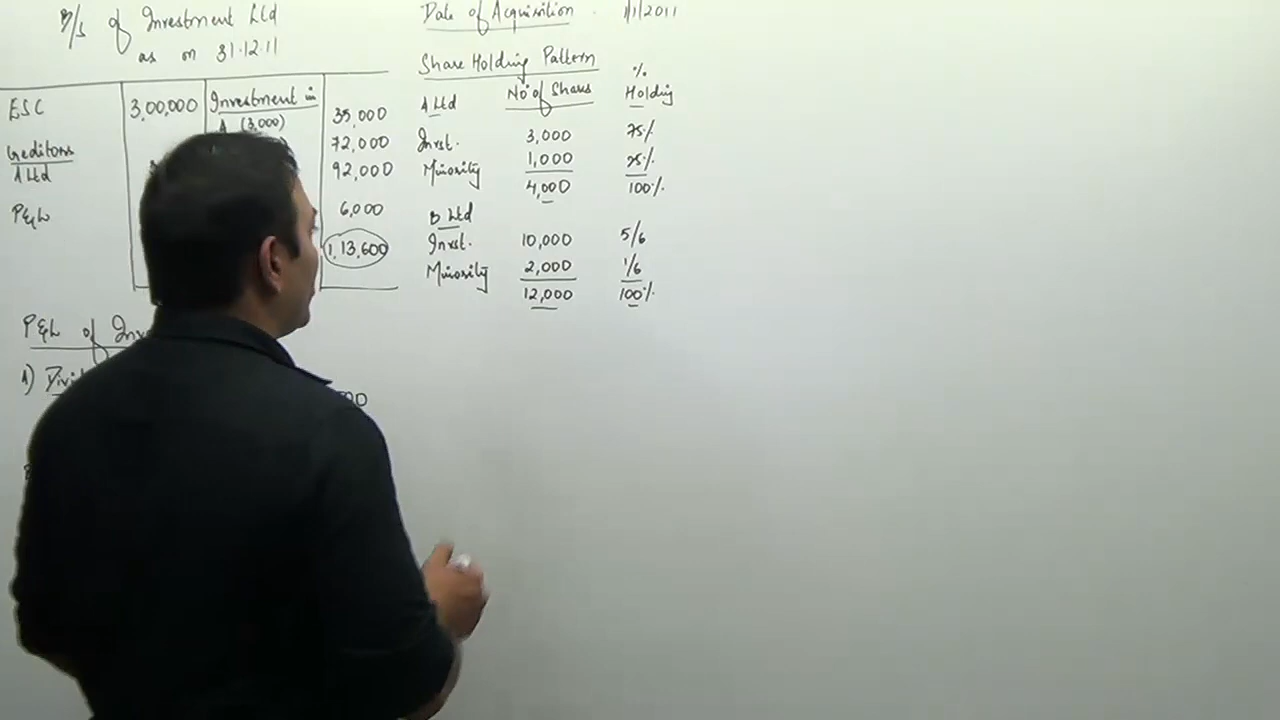 B/S of Investment Ltd
as on 31.12.11
ESC 3,00,000 Investment in 35,000
(3,000)
Creditors 72,000
A Ltd 92,000
P&L 6,000
1,13,600
P&L of
1)
Date of Acquisition . 1/1/2011
Share Holding Pattern
A Ltd No of Shares % Holding
Invst. 3,000 75%
Minority 1,000 25%
4,000 100%
B Ltd
Invst. 10,000 5/6
Minority 2,000 1/6
12,000 100%